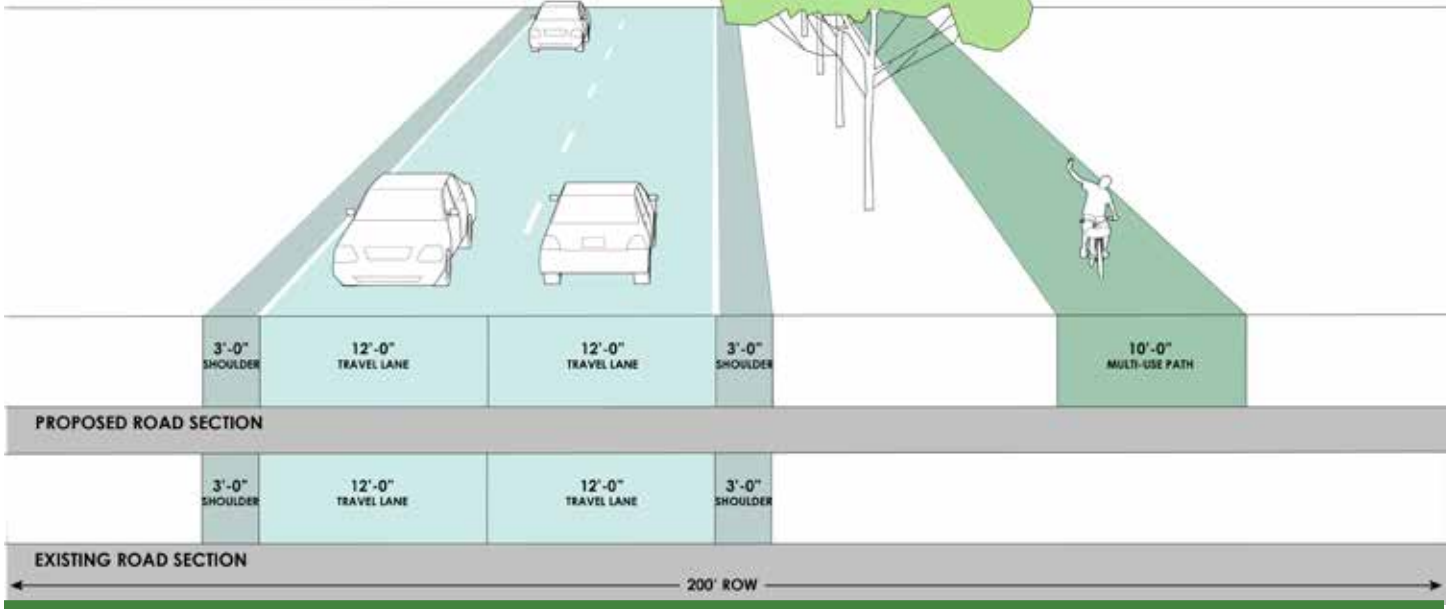 3'-0" 12'-0" 12'-0" 3'-0" 10'-0"
SHOULDER TRAVEL LANE TRAVEL LANE SHOULDER MULTI-USE PATH
PROPOSED ROAD SECTION
3'-0" 12'-0" 12'-0" 3'-0"
SHOULDER TRAVEL LANE TRAVEL LANE SHOULDER
EXISTING ROAD SECTION
200' ROW